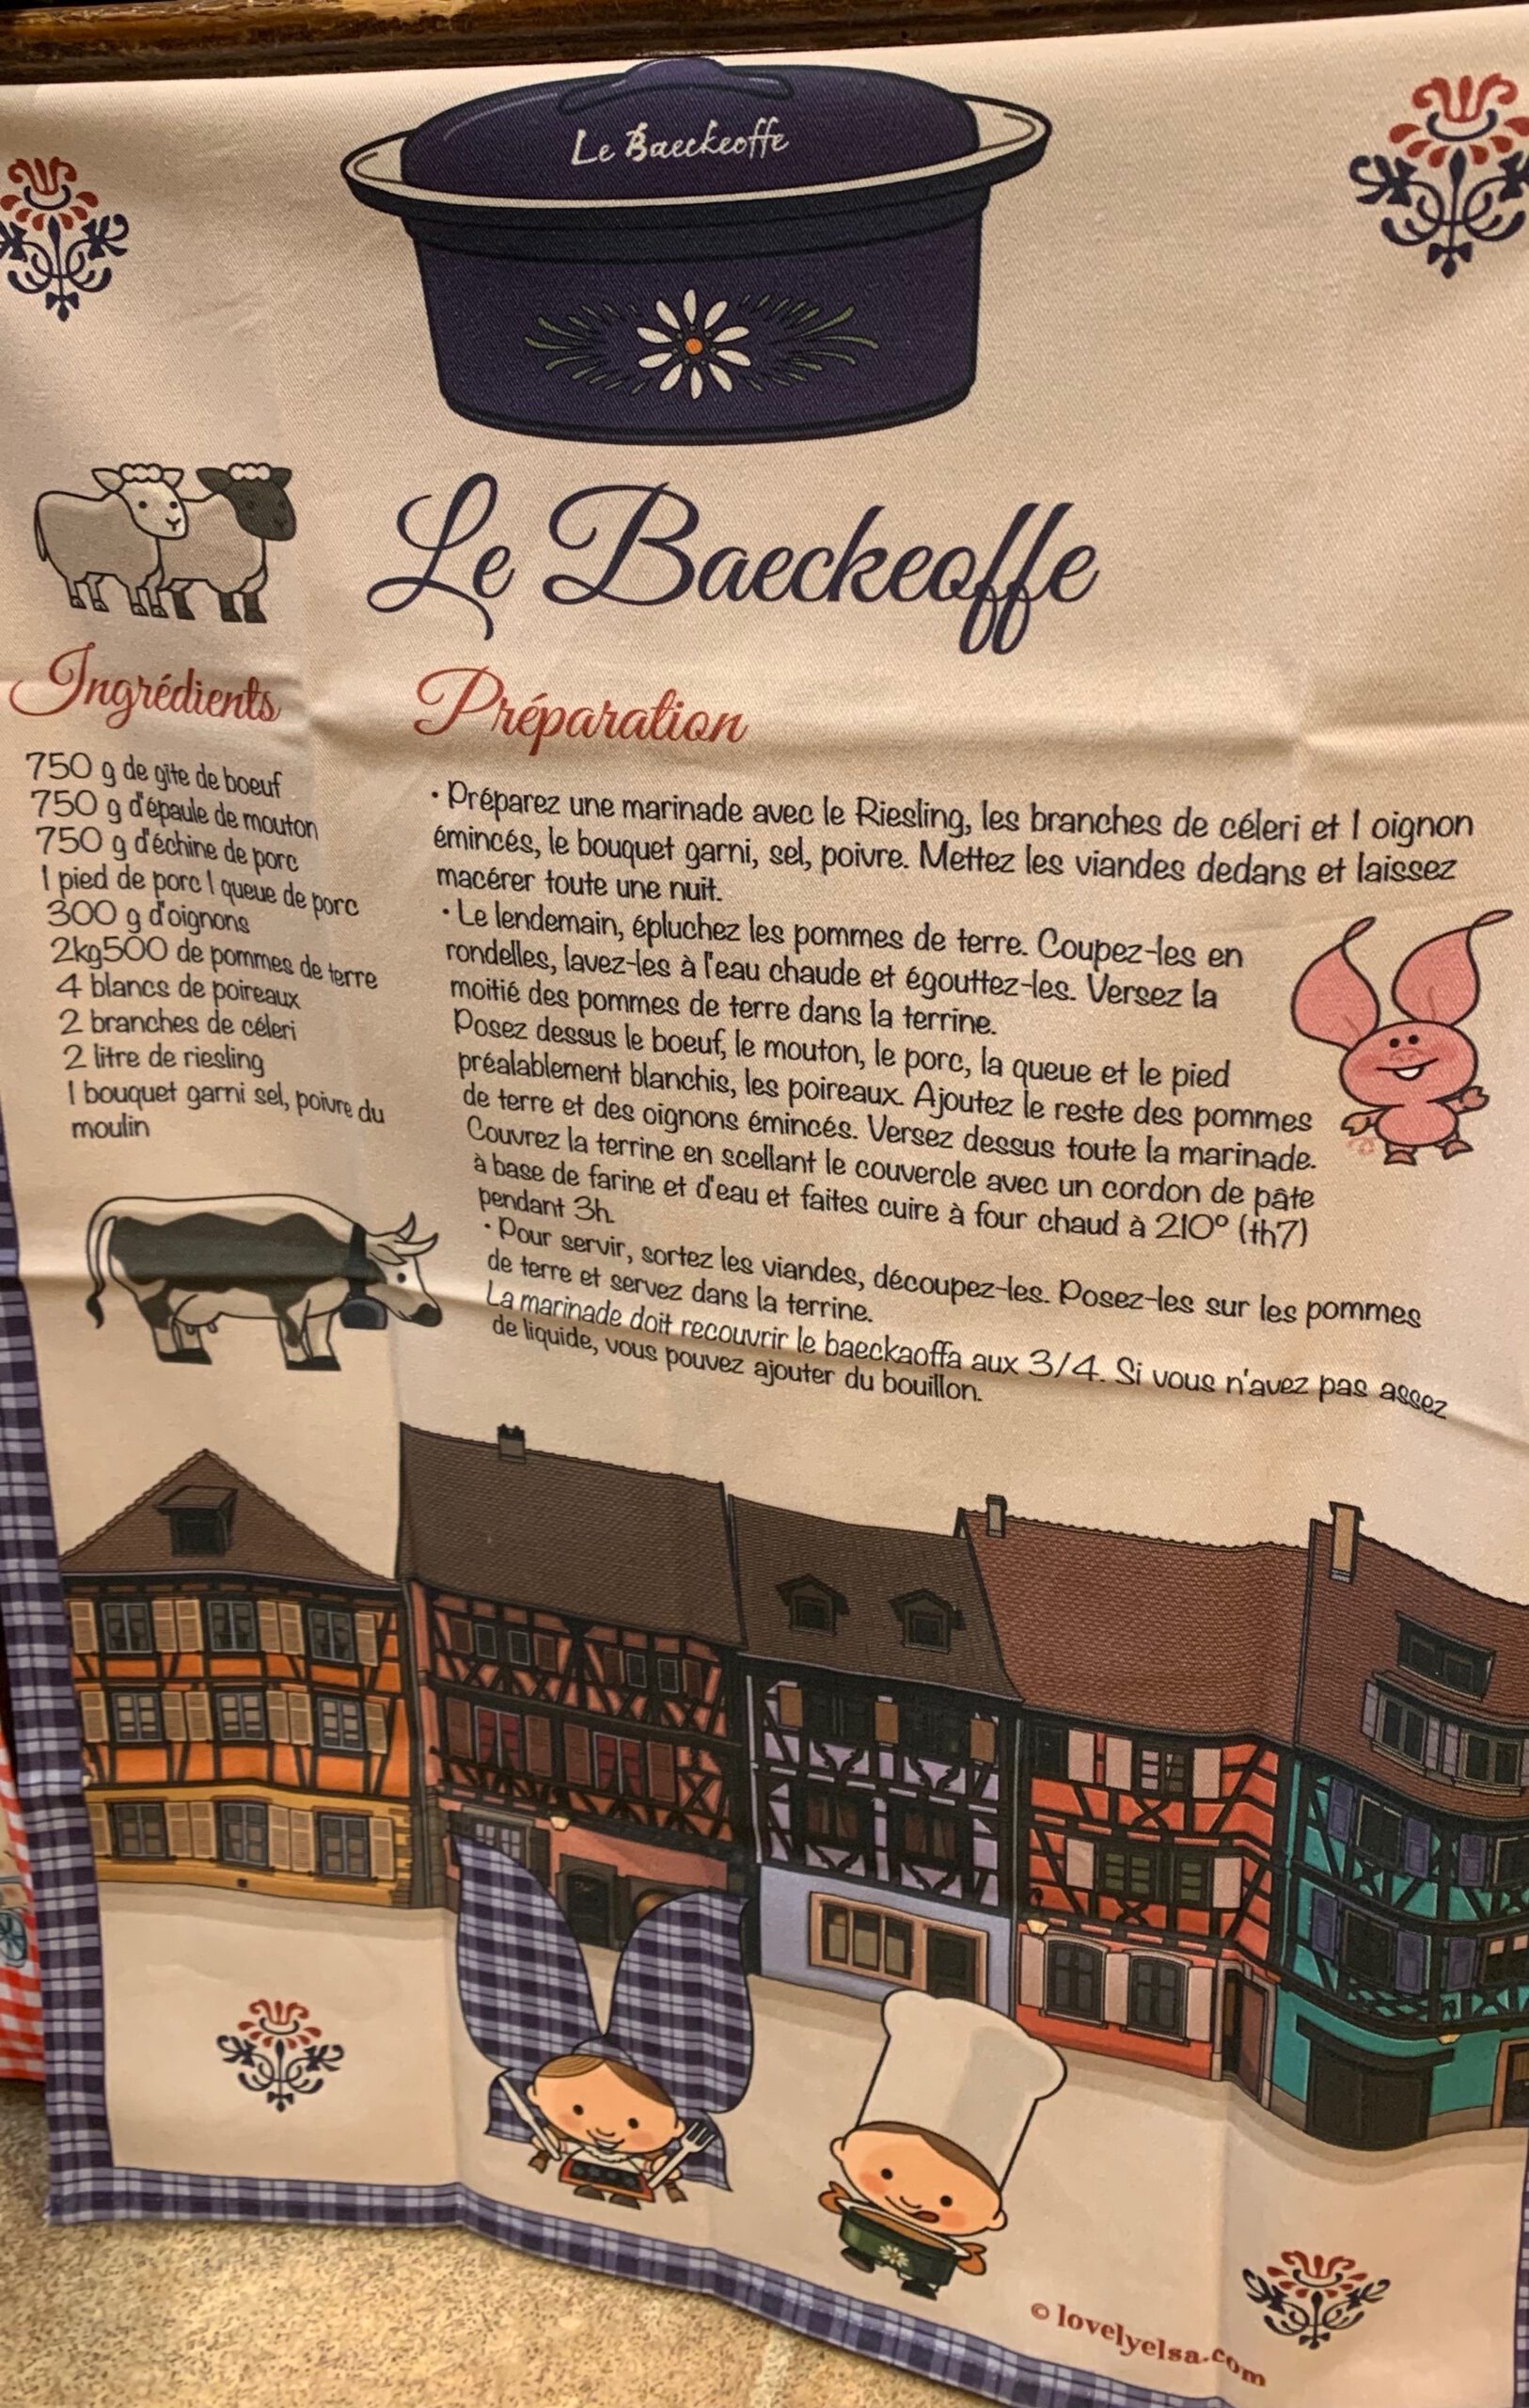 Le Baeckeoffe
Le Baeckeoffe
Ingrédients
750 g de gîte de boeuf
750 g d'épaule de mouton
750 g d'échine de porc
1 pied de porc 1 queue de porc
300 g d'oignons
2kg500 de pommes de terre
4 blancs de poireaux
2 branches de céleri
2 litre de riesling
1 bouquet garni sel, poivre du
moulin
Préparation
• Préparez une marinade avec le Riesling, les branches de céleri et 1 oignon
émincés, le bouquet garni, sel, poivre. Mettez les viandes dedans et laissez
macérer toute une nuit.
• Le lendemain, épluchez les pommes de terre. Coupez-les en
rondelles, lavez-les à l'eau chaude et égouttez-les. Versez la
moitié des pommes de terre dans la terrine.
Posez dessus le boeuf, le mouton, le porc, la queue et le pied
préalablement blanchis, les poireaux. Ajoutez le reste des pommes
de terre et des oignons émincés. Versez dessus toute la marinade.
Couvrez la terrine en scellant le couvercle avec un cordon de pâte
à base de farine et d'eau et faites cuire à four chaud à 210° (th7)
pendant 3h.
• Pour servir, sortez les viandes, découpez-les. Posez-les sur les pommes
de terre et servez dans la terrine.
La marinade doit recouvrir le baeckaoffa aux 3/4. Si vous n'avez pas assez
de liquide, vous pouvez ajouter du bouillon.
© lovelyelsa.com